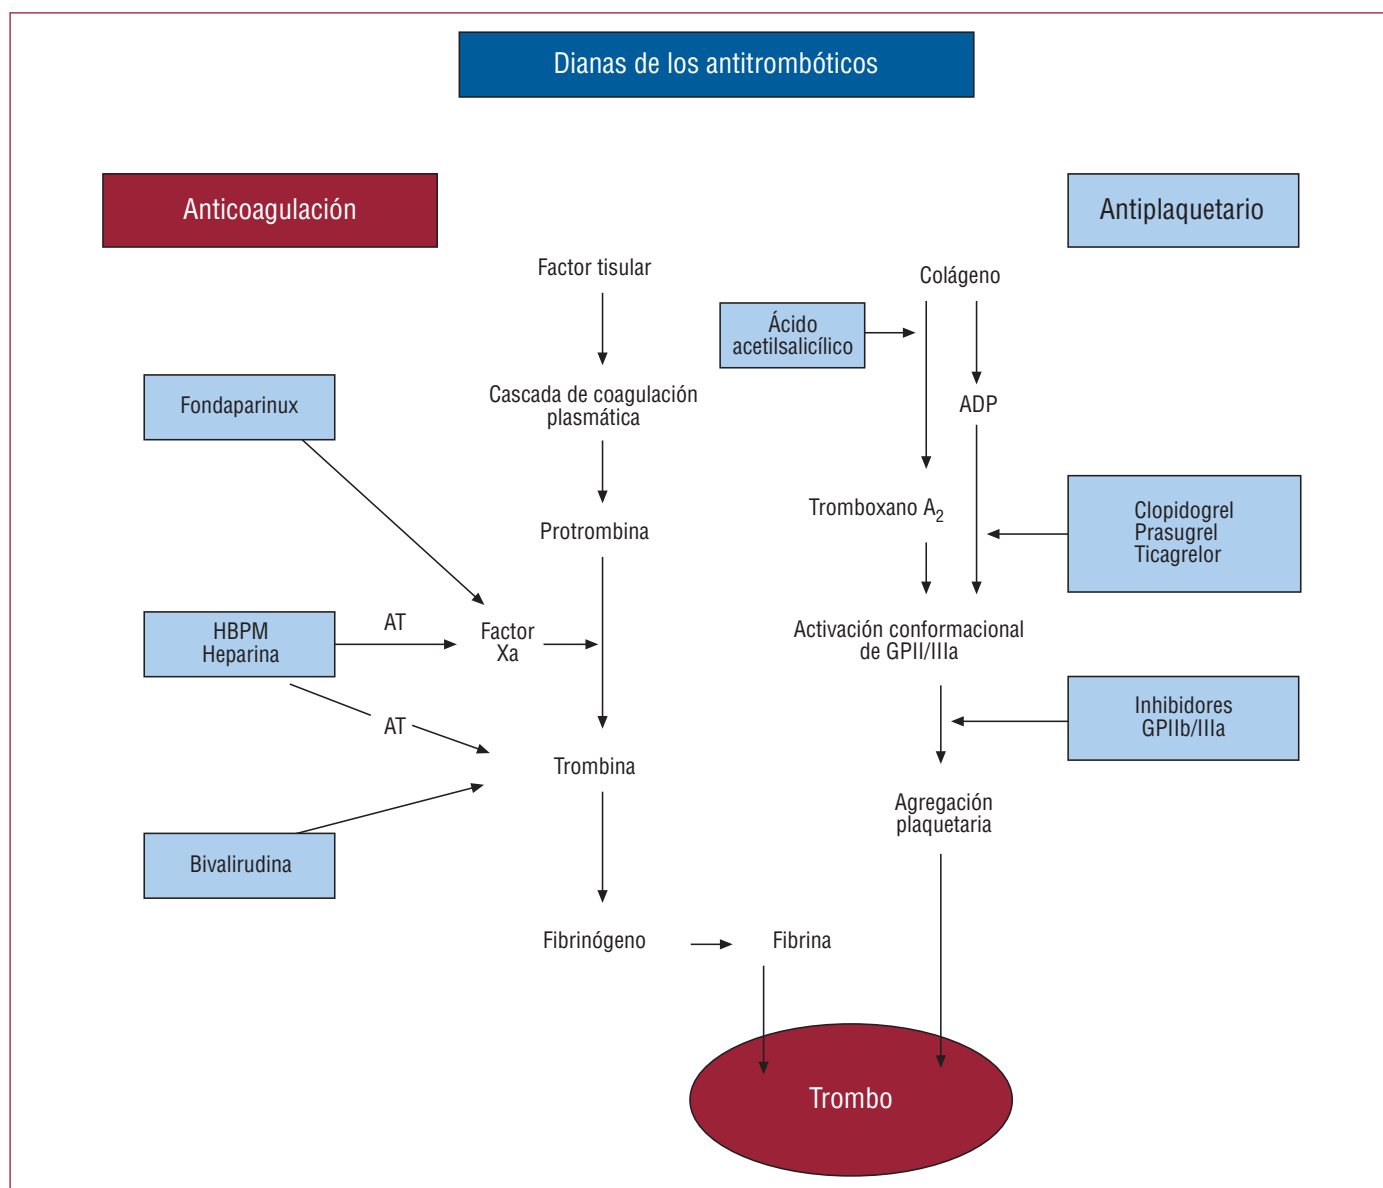 Dianas de los antitrombóticos
Anticoagulación
Antiplaquetario
Factor tisular
Colágeno
Ácido
acetilsalicílico
Fondaparinux
Cascada de coagulación
plasmática
ADP
Protrombina
Tromboxano A2
Clopidogrel
Prasugrel
Ticagrelor
HBPM
Heparina
AT
Factor
Xa
Activación conformacional
de GPII/IIIa
AT
Inhibidores
GPIIb/IIIa
Trombina
Agregación
plaquetaria
Bivalirudina
Fibrinógeno
Fibrina
Trombo